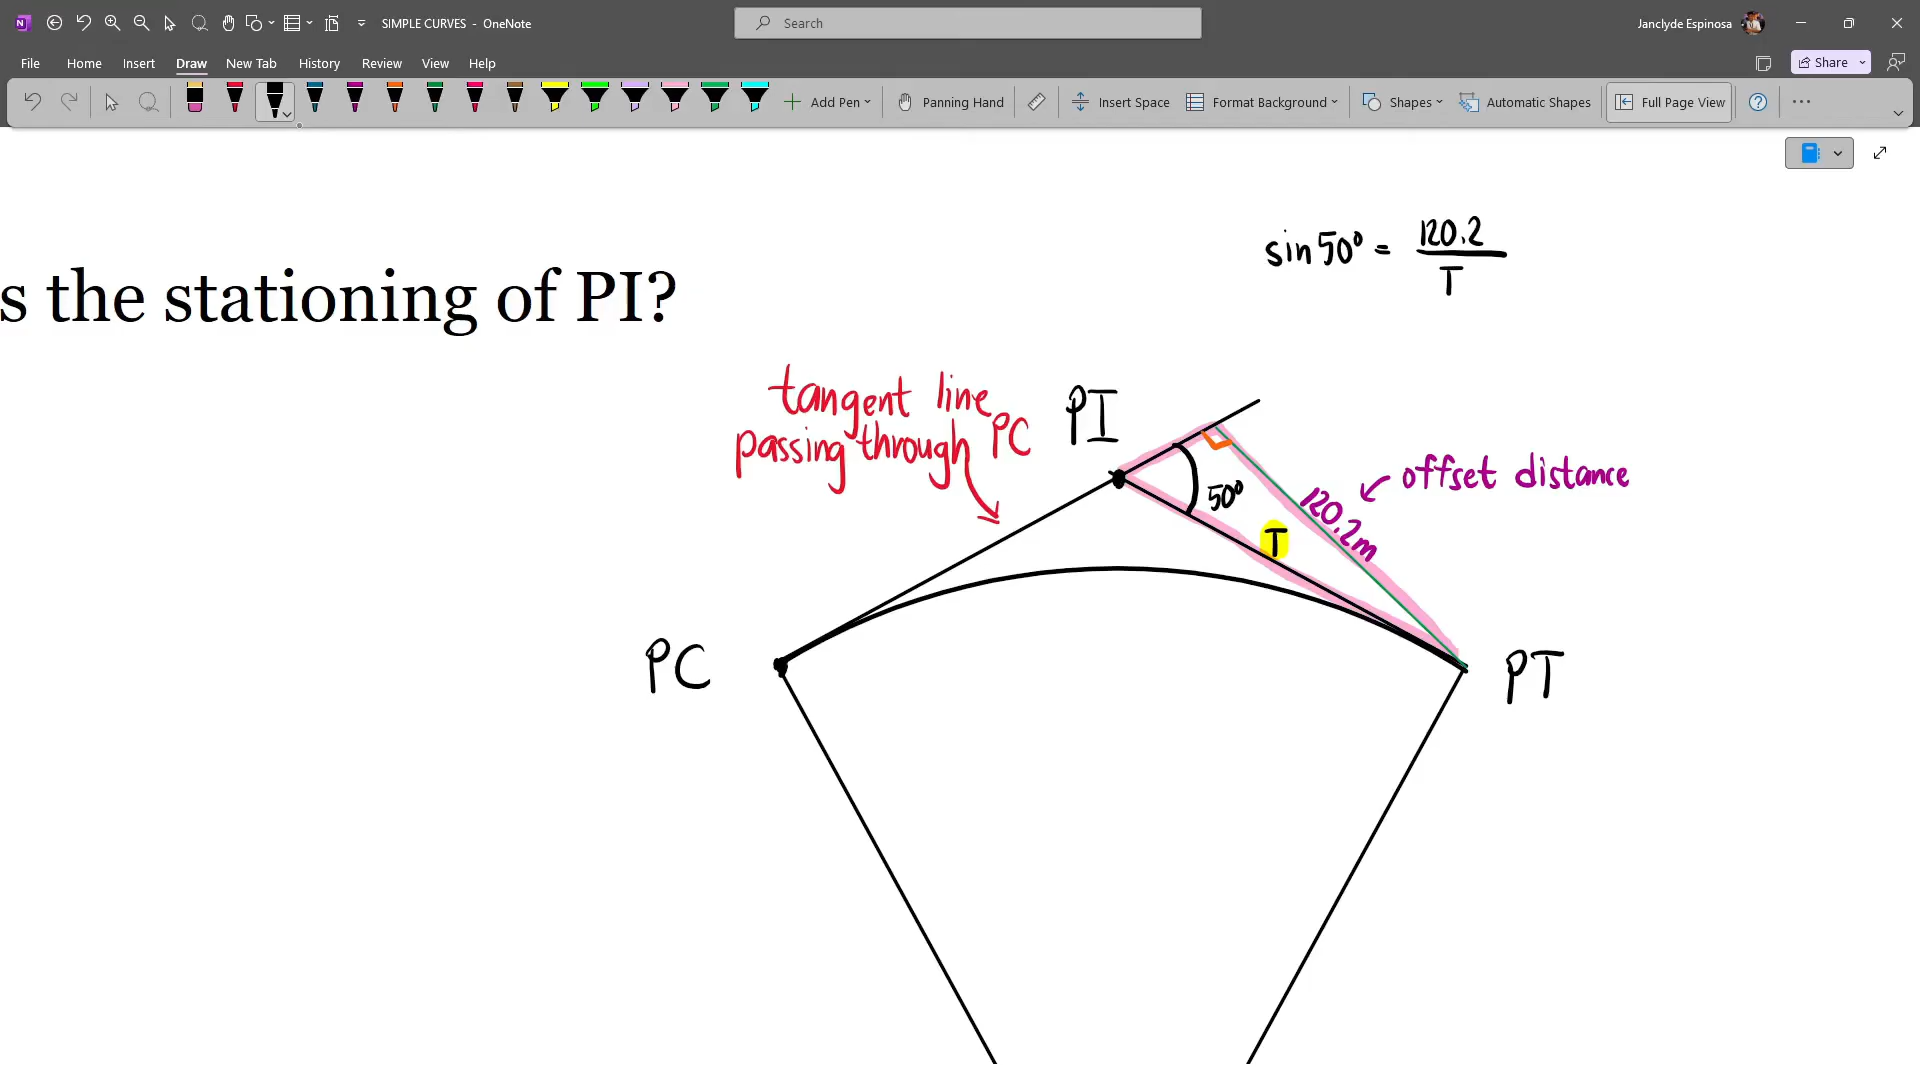 SIMPLE CURVES - OneNote
Search
Janclyde Espinosa
File Home Insert Draw New Tab History Review View Help
Share
Add Pen
Panning Hand
Insert Space
Format Background
Shapes
Automatic Shapes
Full Page View
s the stationing of PI?
sin 50° = 120.2
T
tangent line
passing through PC
PI
50°
T
120.2m
offset distance
PC
PT